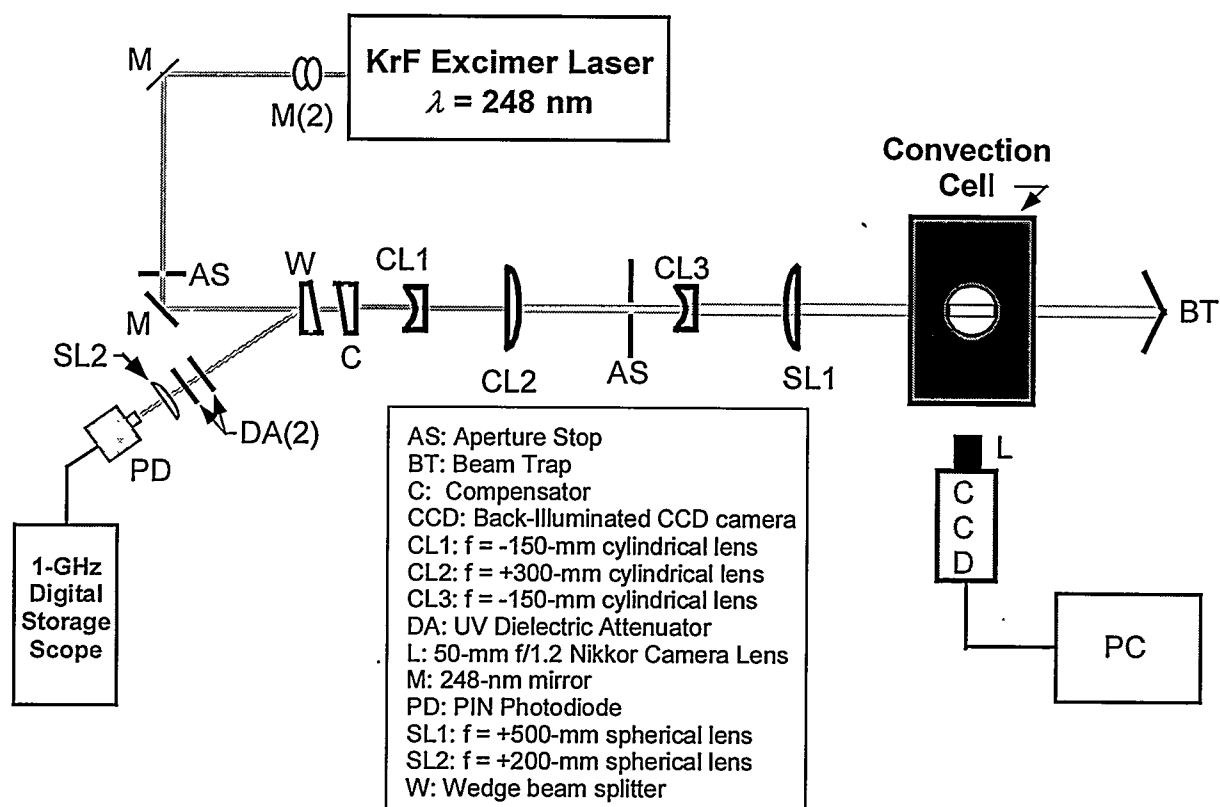 KrF Excimer Laser
λ = 248 nm
M
M(2)
Convection
Cell
AS
W
CL1
CL3
M
C
CL2
AS
SL1
BT
SL2
DA(2)
PD
L
C
C
D
1-GHz
Digital
Storage
Scope
PC
AS: Aperture Stop
BT: Beam Trap
C: Compensator
CCD: Back-Illuminated CCD camera
CL1: f = -150-mm cylindrical lens
CL2: f = +300-mm cylindrical lens
CL3: f = -150-mm cylindrical lens
DA: UV Dielectric Attenuator
L: 50-mm f/1.2 Nikkor Camera Lens
M: 248-nm mirror
PD: PIN Photodiode
SL1: f = +500-mm spherical lens
SL2: f = +200-mm spherical lens
W: Wedge beam splitter